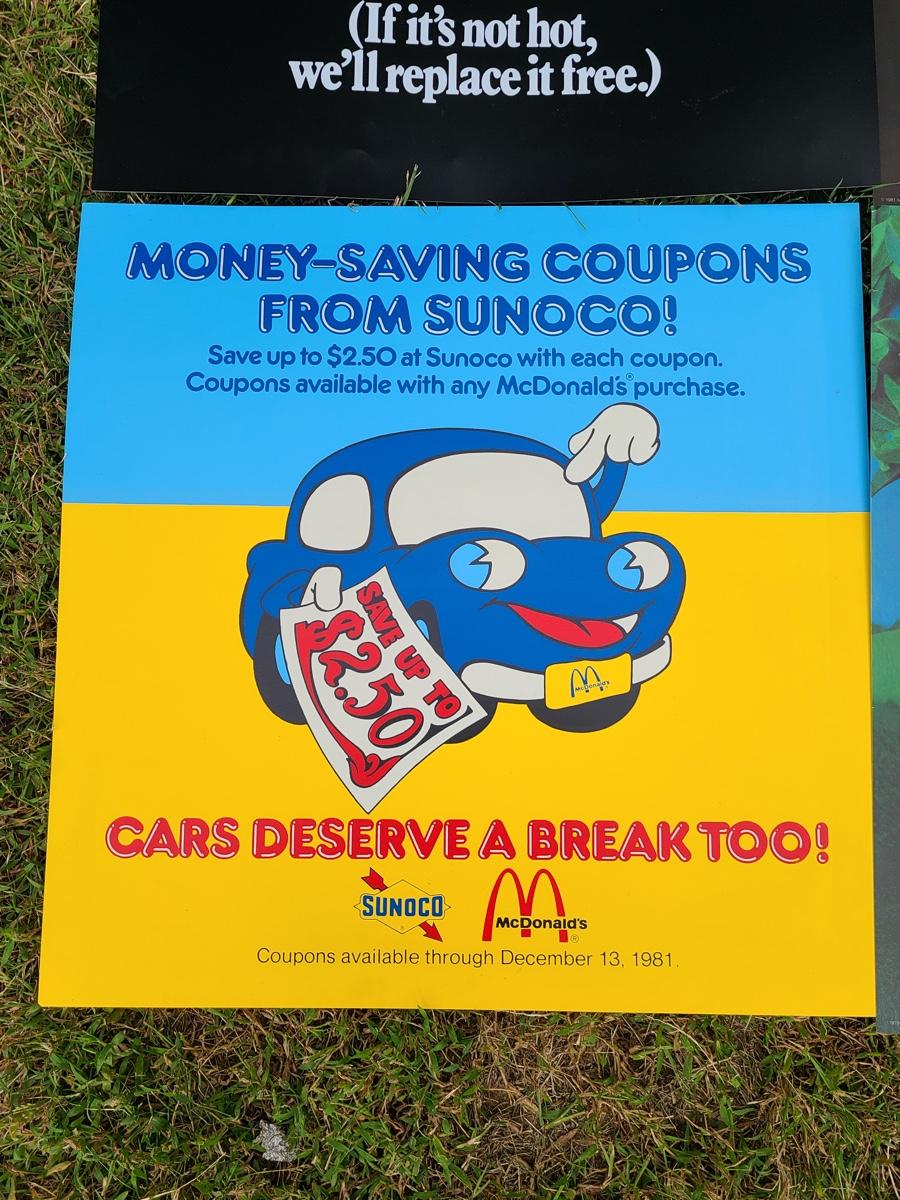 (If it's not hot,
we'll replace it free.)
MONEY-SAVING COUPONS
FROM SUNOCO!
Save up to $2.50 at Sunoco with each coupon.
Coupons available with any McDonald's® purchase.
SAVE UP TO
$2.50
McDonald's
CARS DESERVE A BREAK TOO!
SUNOCO
®
McDonald's
®
Coupons available through December 13, 1981.